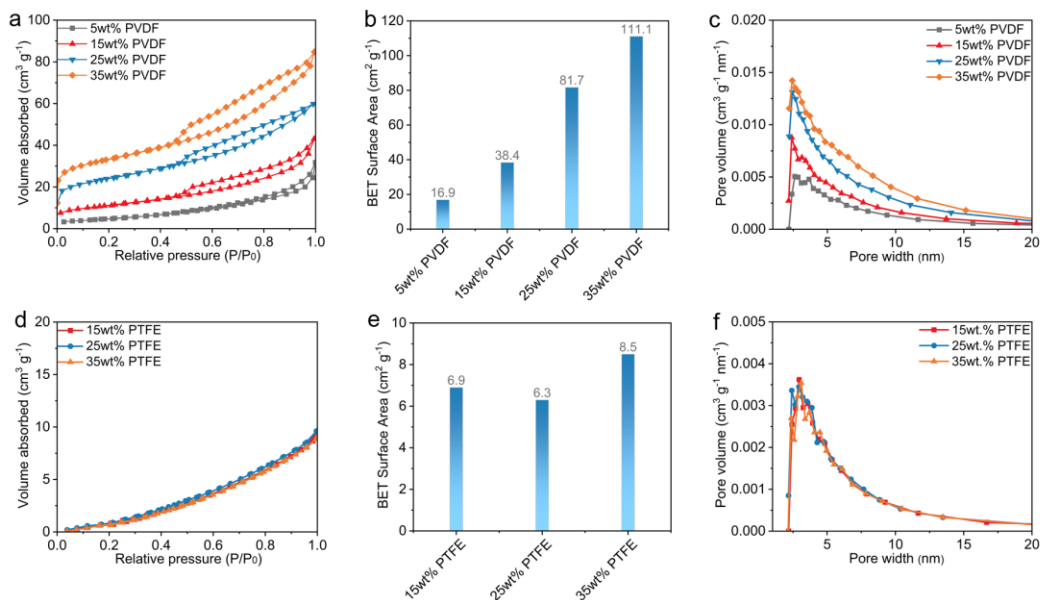 a
5wt% PVDF
15wt% PVDF
25wt% PVDF
35wt% PVDF
Volume absorbed (cm³ g⁻¹)
100
80
60
40
20
0
0.0 0.2 0.4 0.6 0.8 1.0
Relative pressure (P/P₀)
b
BET Surface Area (cm² g⁻¹)
120
100
80
60
40
20
0
16.9
38.4
81.7
111.1
5wt% PVDF
15wt% PVDF
25wt% PVDF
35wt% PVDF
c
5wt% PVDF
15wt% PVDF
25wt% PVDF
35wt% PVDF
Pore volume (cm³ g⁻¹ nm⁻¹)
0.020
0.015
0.010
0.005
0.000
5 10 15 20
Pore width (nm)
d
15wt% PTFE
25wt% PTFE
35wt% PTFE
Volume absorbed (cm³ g⁻¹)
20
15
10
5
0
0.0 0.2 0.4 0.6 0.8 1.0
Relative pressure (P/P₀)
e
BET Surface Area (cm² g⁻¹)
10
8
6
4
2
0
6.9
6.3
8.5
15wt% PTFE
25wt% PTFE
35wt% PTFE
f
15wt.% PTFE
25wt.% PTFE
35wt.% PTFE
Pore volume (cm³ g⁻¹ nm⁻¹)
0.005
0.004
0.003
0.002
0.001
0.000
5 10 15 20
Pore width (nm)